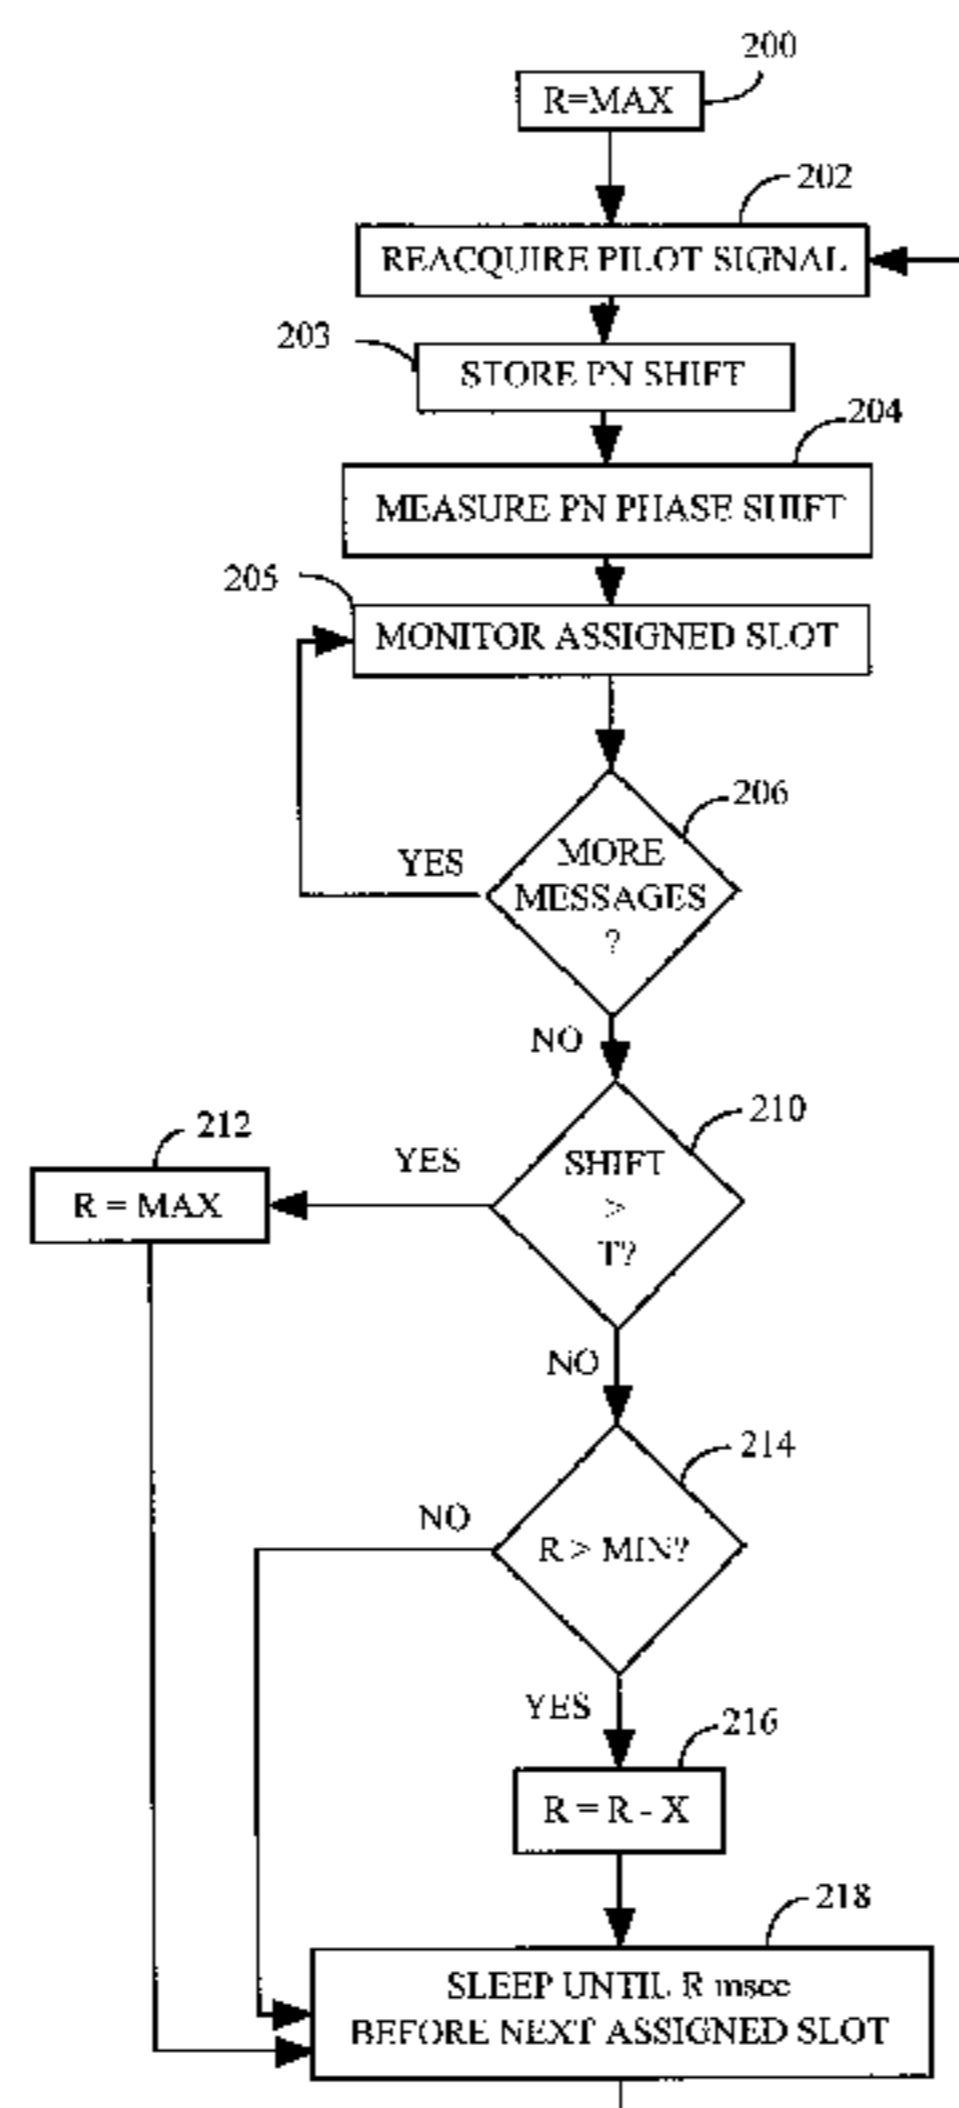 200
R=MAX
202
REACQUIRE PILOT SIGNAL
203
STORE PN SHIFT
204
MEASURE PN PHASE SHIFT
205
MONITOR ASSIGNED SLOT
206
MORE
MESSAGES
?
YES
NO
210
SHIFT
>
T?
YES
212
R = MAX
NO
214
R > MIN?
NO
YES
216
R = R - X
218
SLEEP UNTIL R msec
BEFORE NEXT ASSIGNED SLOT